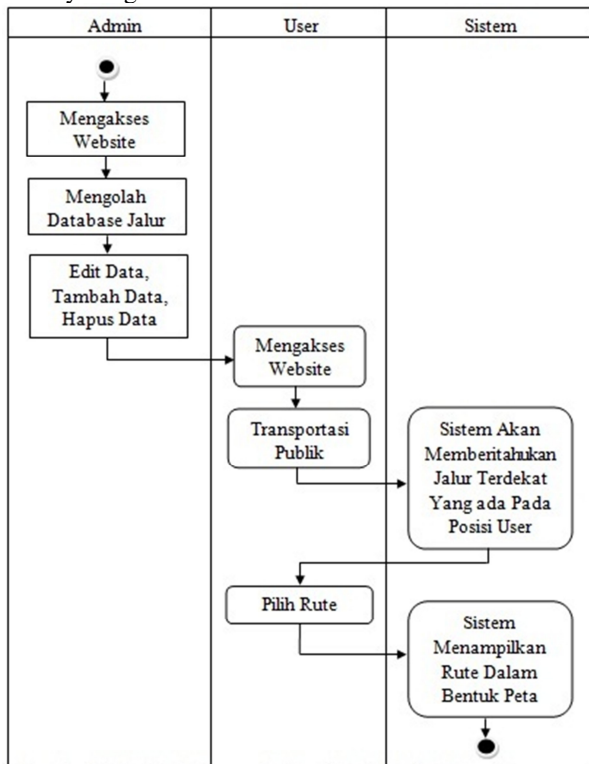 Admin
User
Sistem
Mengakses
Website
Mengolah
Database Jalur
Edit Data,
Tambah Data,
Hapus Data
Mengakses
Website
Transportasi
Publik
Sistem Akan
Memberitahukan
Jalur Terdekat
Yang ada Pada
Posisi User
Pilih Rute
Sistem
Menampilkan
Rute Dalam
Bentuk Peta